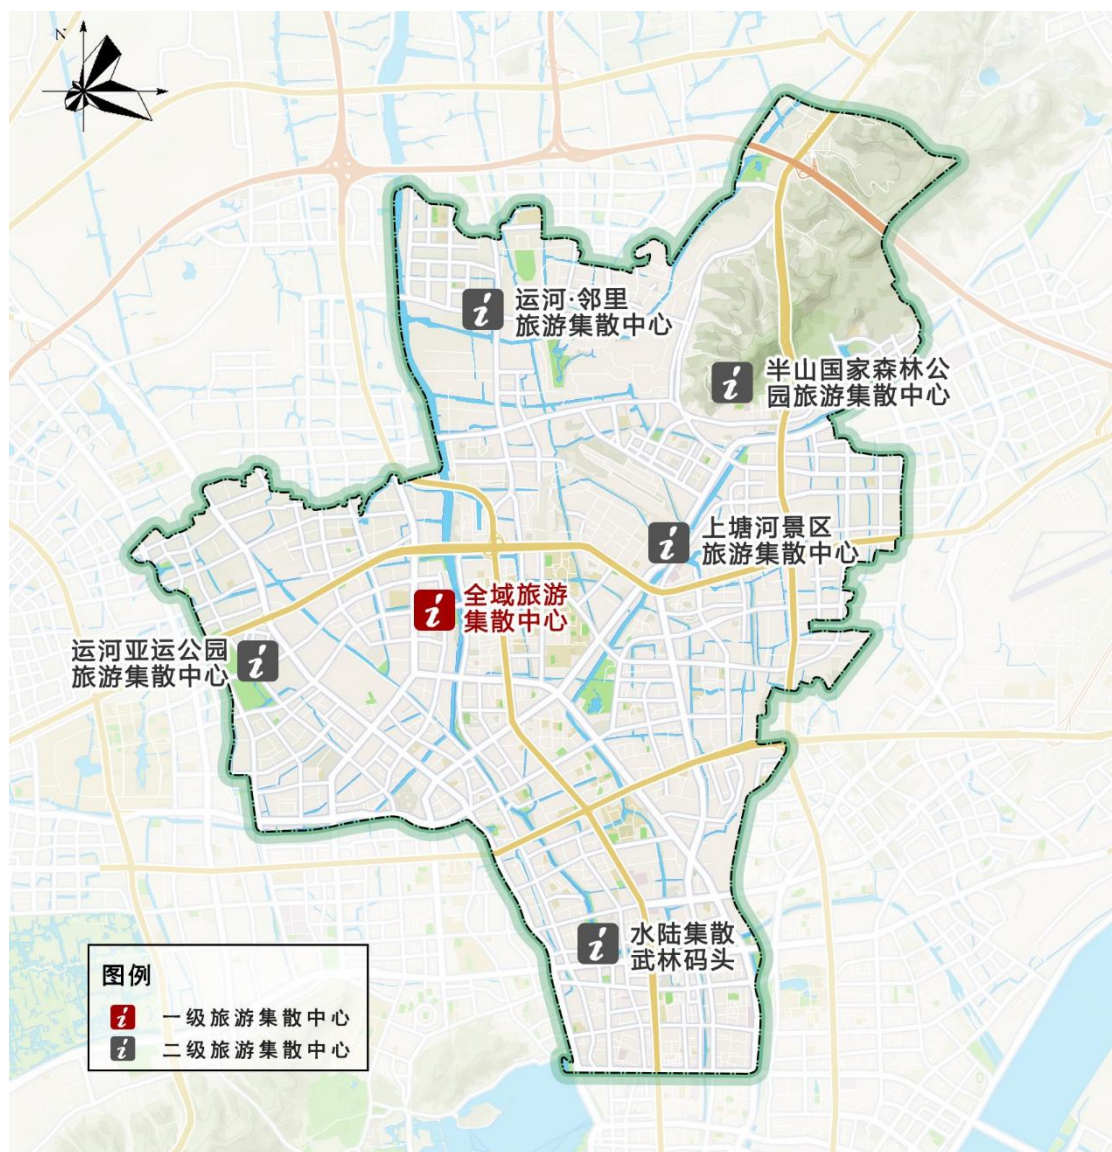 N
运河·邻里
旅游集散中心
半山国家森林公
园旅游集散中心
上塘河景区
旅游集散中心
全域旅游
集散中心
运河亚运公园
旅游集散中心
水陆集散
武林码头
图例
一级旅游集散中心
二级旅游集散中心